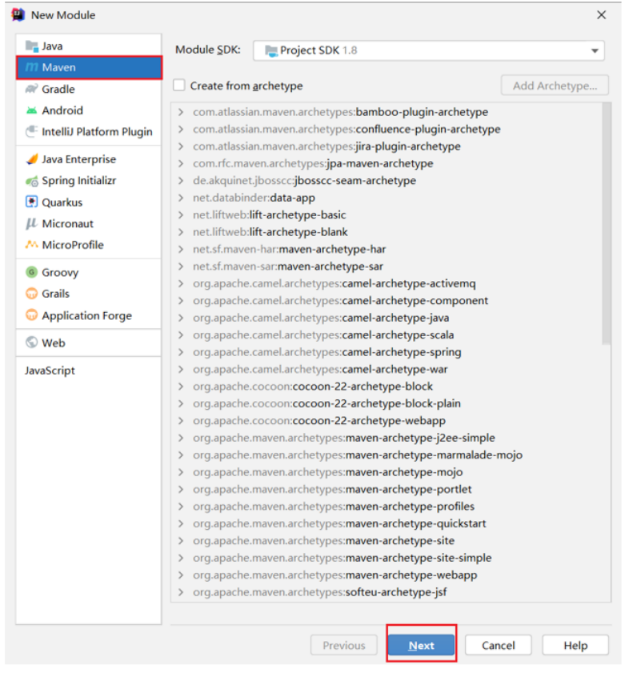 New Module
Java
Maven
Gradle
Android
IntelliJ Platform Plugin
Java Enterprise
Spring Initializr
Quarkus
Micronaut
MicroProfile
Groovy
Grails
Application Forge
Web
JavaScript
Module SDK: Project SDK 1.8
Create from archetype Add Archetype...
com.atlassian.maven.archetypes:bamboo-plugin-archetype
com.atlassian.maven.archetypes:confluence-plugin-archetype
com.atlassian.maven.archetypes:jira-plugin-archetype
com.rfc.maven.archetypes:jpa-maven-archetype
de.akquinet.jbosscc:jbosscc-seam-archetype
net.databinder:data-app
net.liftweb:lift-archetype-basic
net.liftweb:lift-archetype-blank
net.sf.maven-har:maven-archetype-har
net.sf.maven-sar:maven-archetype-sar
org.apache.camel.archetypes:camel-archetype-activemq
org.apache.camel.archetypes:camel-archetype-component
org.apache.camel.archetypes:camel-archetype-java
org.apache.camel.archetypes:camel-archetype-scala
org.apache.camel.archetypes:camel-archetype-spring
org.apache.camel.archetypes:camel-archetype-war
org.apache.cocoon:cocoon-22-archetype-block
org.apache.cocoon:cocoon-22-archetype-block-plain
org.apache.cocoon:cocoon-22-archetype-webapp
org.apache.maven.archetypes:maven-archetype-j2ee-simple
org.apache.maven.archetypes:maven-archetype-marmalade-mojo
org.apache.maven.archetypes:maven-archetype-mojo
org.apache.maven.archetypes:maven-archetype-portlet
org.apache.maven.archetypes:maven-archetype-profiles
org.apache.maven.archetypes:maven-archetype-quickstart
org.apache.maven.archetypes:maven-archetype-site
org.apache.maven.archetypes:maven-archetype-site-simple
org.apache.maven.archetypes:maven-archetype-webapp
org.apache.maven.archetypes:softeu-archetype-jsf
Previous Next Cancel Help